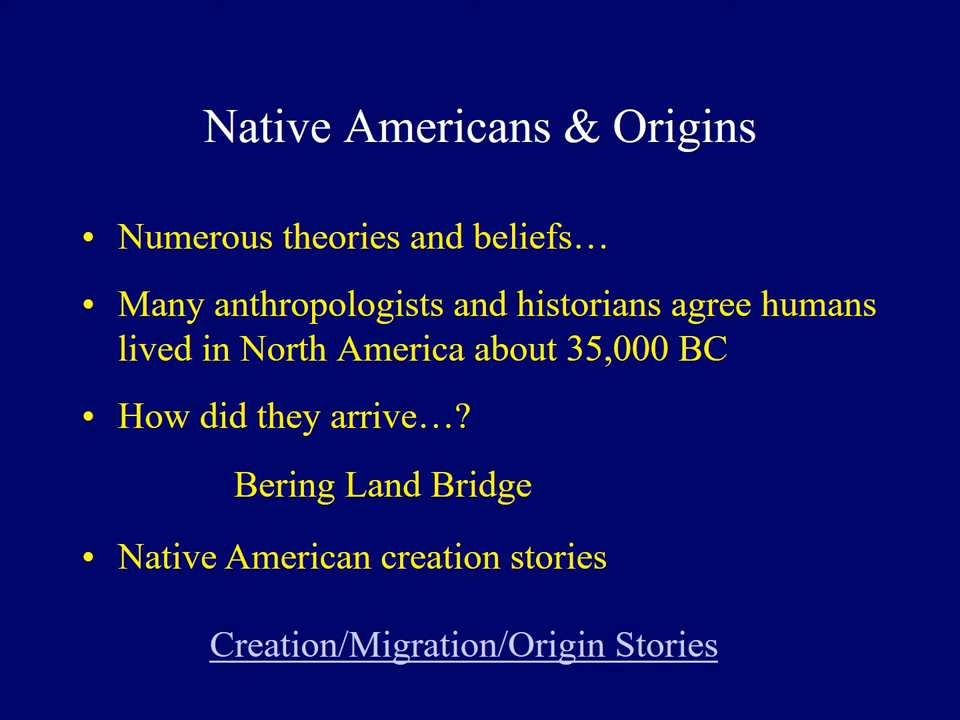 Native Americans & Origins
• Numerous theories and beliefs…
• Many anthropologists and historians agree humans
lived in North America about 35,000 BC
• How did they arrive…?
Bering Land Bridge
• Native American creation stories
Creation/Migration/Origin Stories